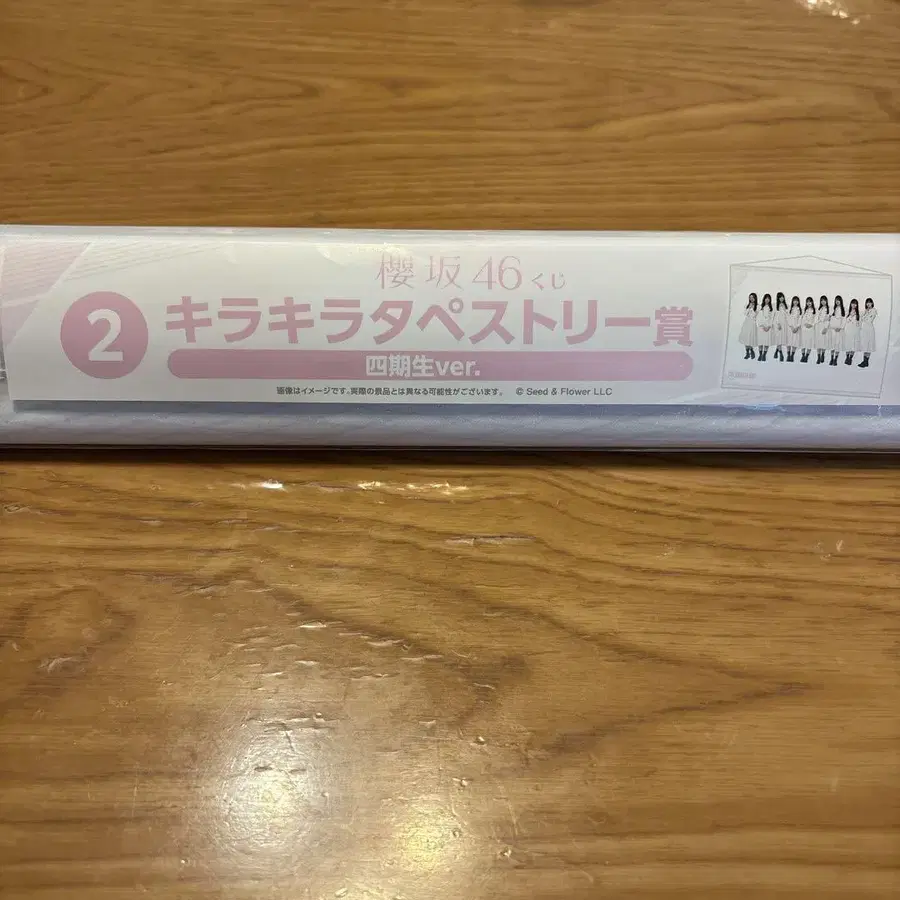 櫻坂46くじ
2
キラキラタペストリー賞
四期生ver.
画像はイメージです。実際の景品とは異なる可能性がございます。 © Seed & Flower LLC